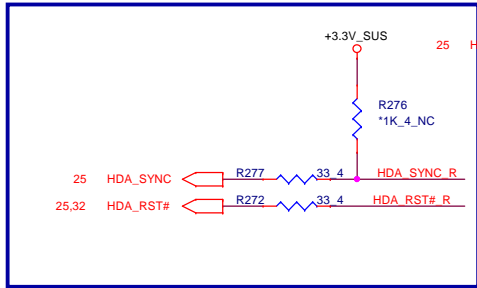 +3.3V_SUS
25
R276
*1K_4_NC
25 HDA_SYNC R277 33_4 HDA_SYNC_R
25,32 HDA_RST# R272 33_4 HDA_RST#_R